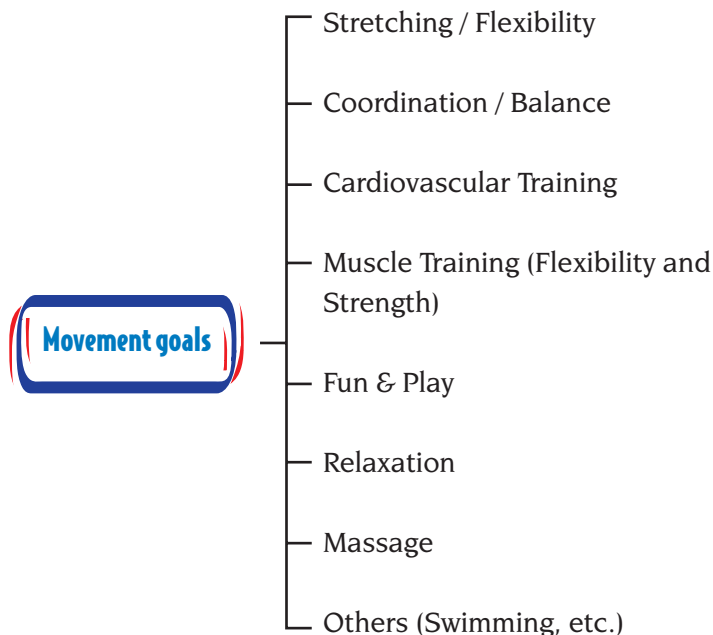 Stretching / Flexibility
Coordination / Balance
Cardiovascular Training
Muscle Training (Flexibility and
Strength)
Movement goals
Fun & Play
Relaxation
Massage
Others (Swimming, etc.)